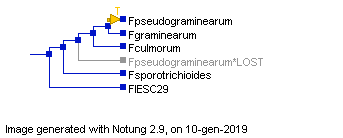 T
Fpseudograminearum
Fgraminearum
Fculmorum
Fpseudograminearum*LOST
Fsporotrichioides
FIESC29
Image generated with Notung 2.9, on 10-gen-2019